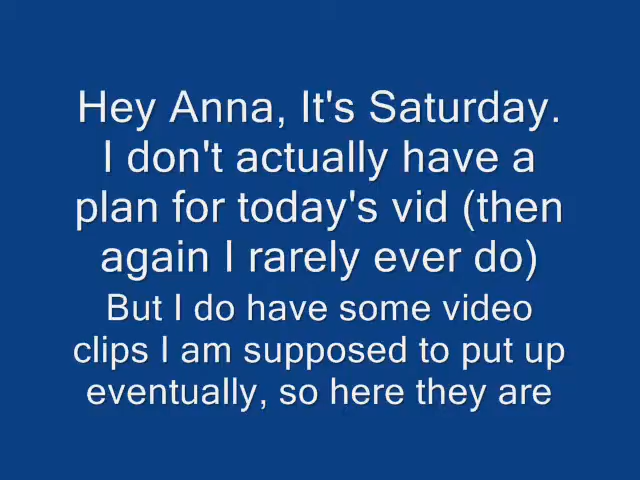 Hey Anna, It's Saturday.
I don't actually have a
plan for today's vid (then
again I rarely ever do)
But I do have some video
clips I am supposed to put up
eventually, so here they are